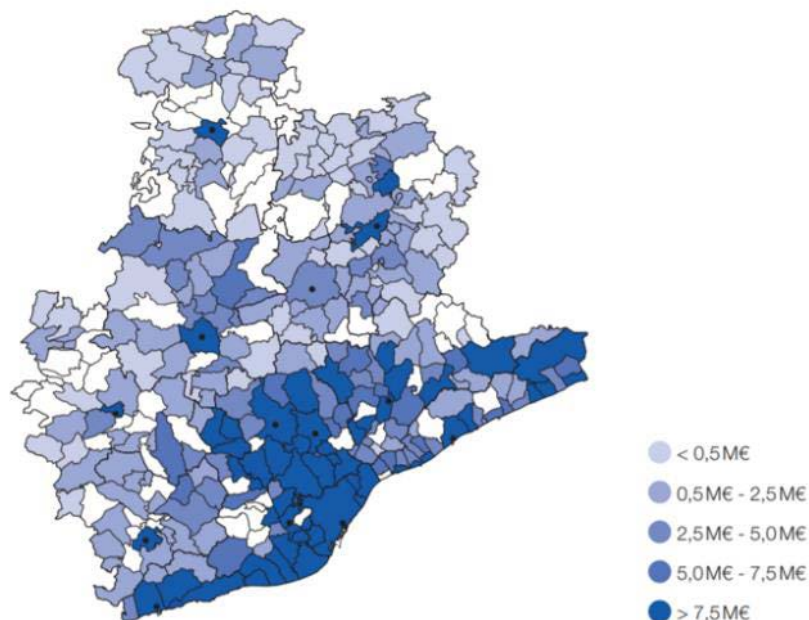 < 0,5M€
0,5M€ - 2,5M€
2,5M€ - 5,0M€
5,0M€ - 7,5M€
> 7,5M€